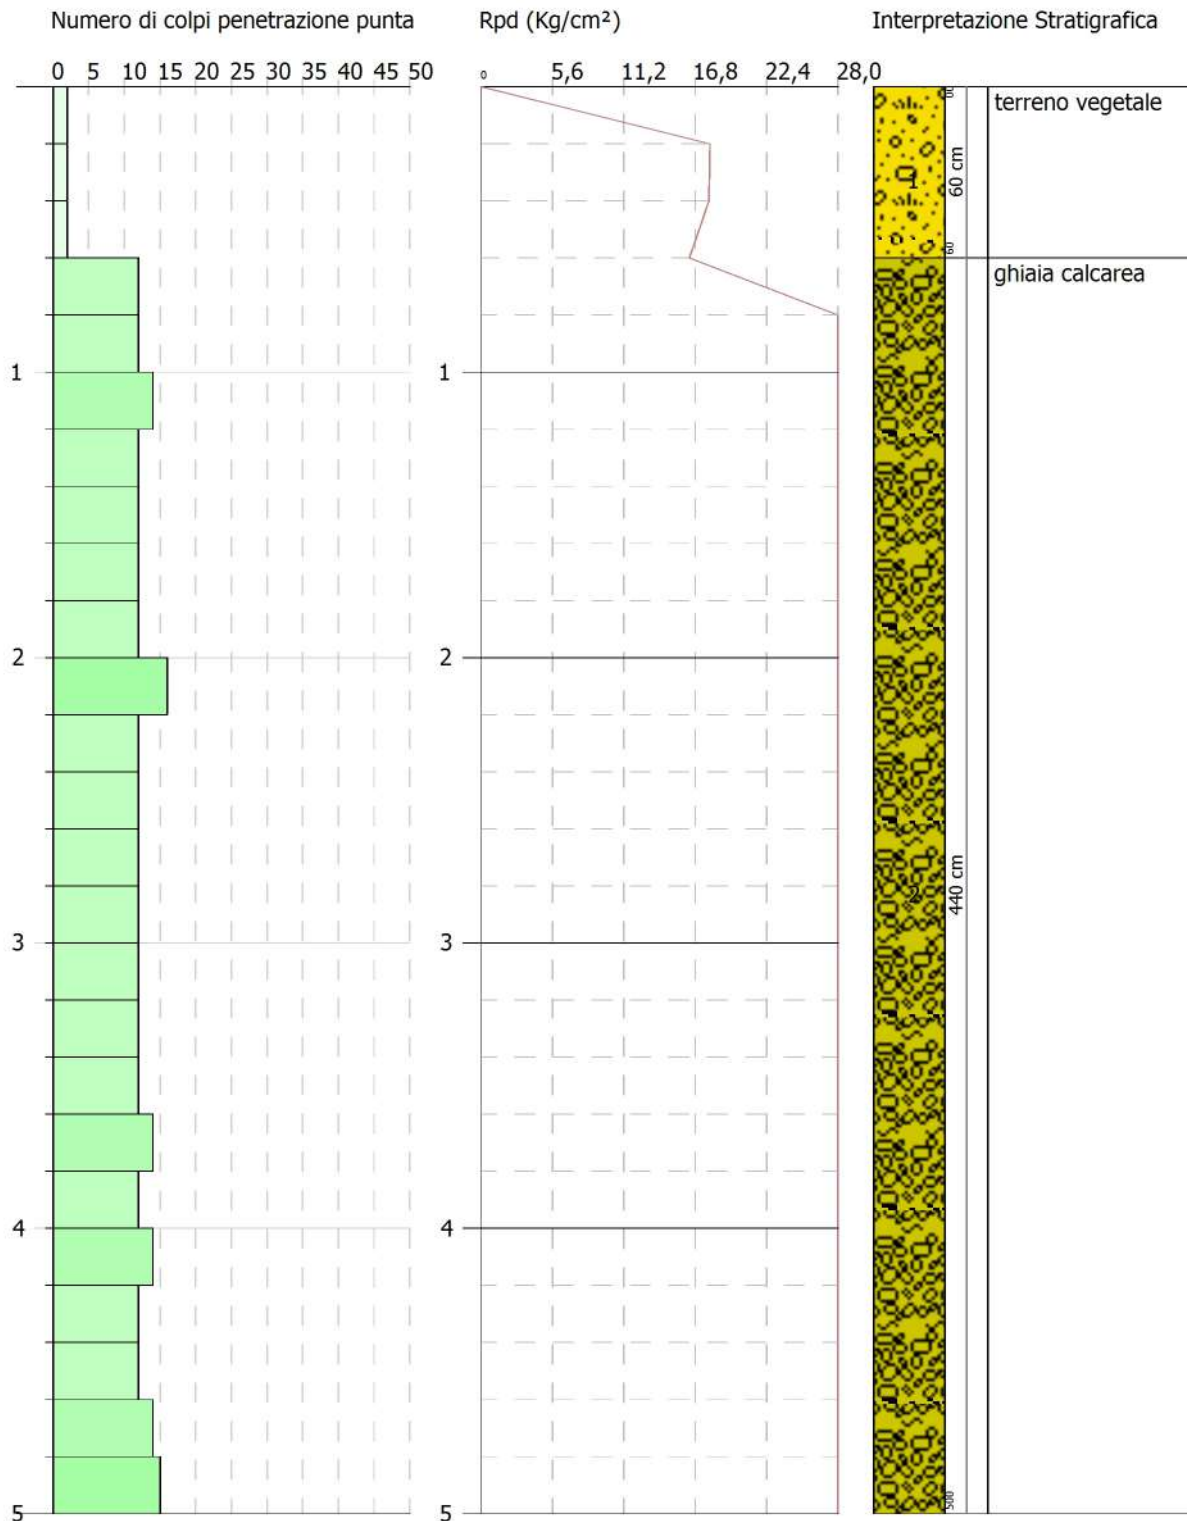 Numero di colpi penetrazione punta
Rpd (Kg/cm²)
Interpretazione Stratigrafica
0 5 10 15 20 25 30 35 40 45 50
0 5,6 11,2 16,8 22,4 28,0
terreno vegetale
1
60 cm
60
ghiaia calcarea
1 1
2 2
2
440 cm
3 3
4 4
500
5 5